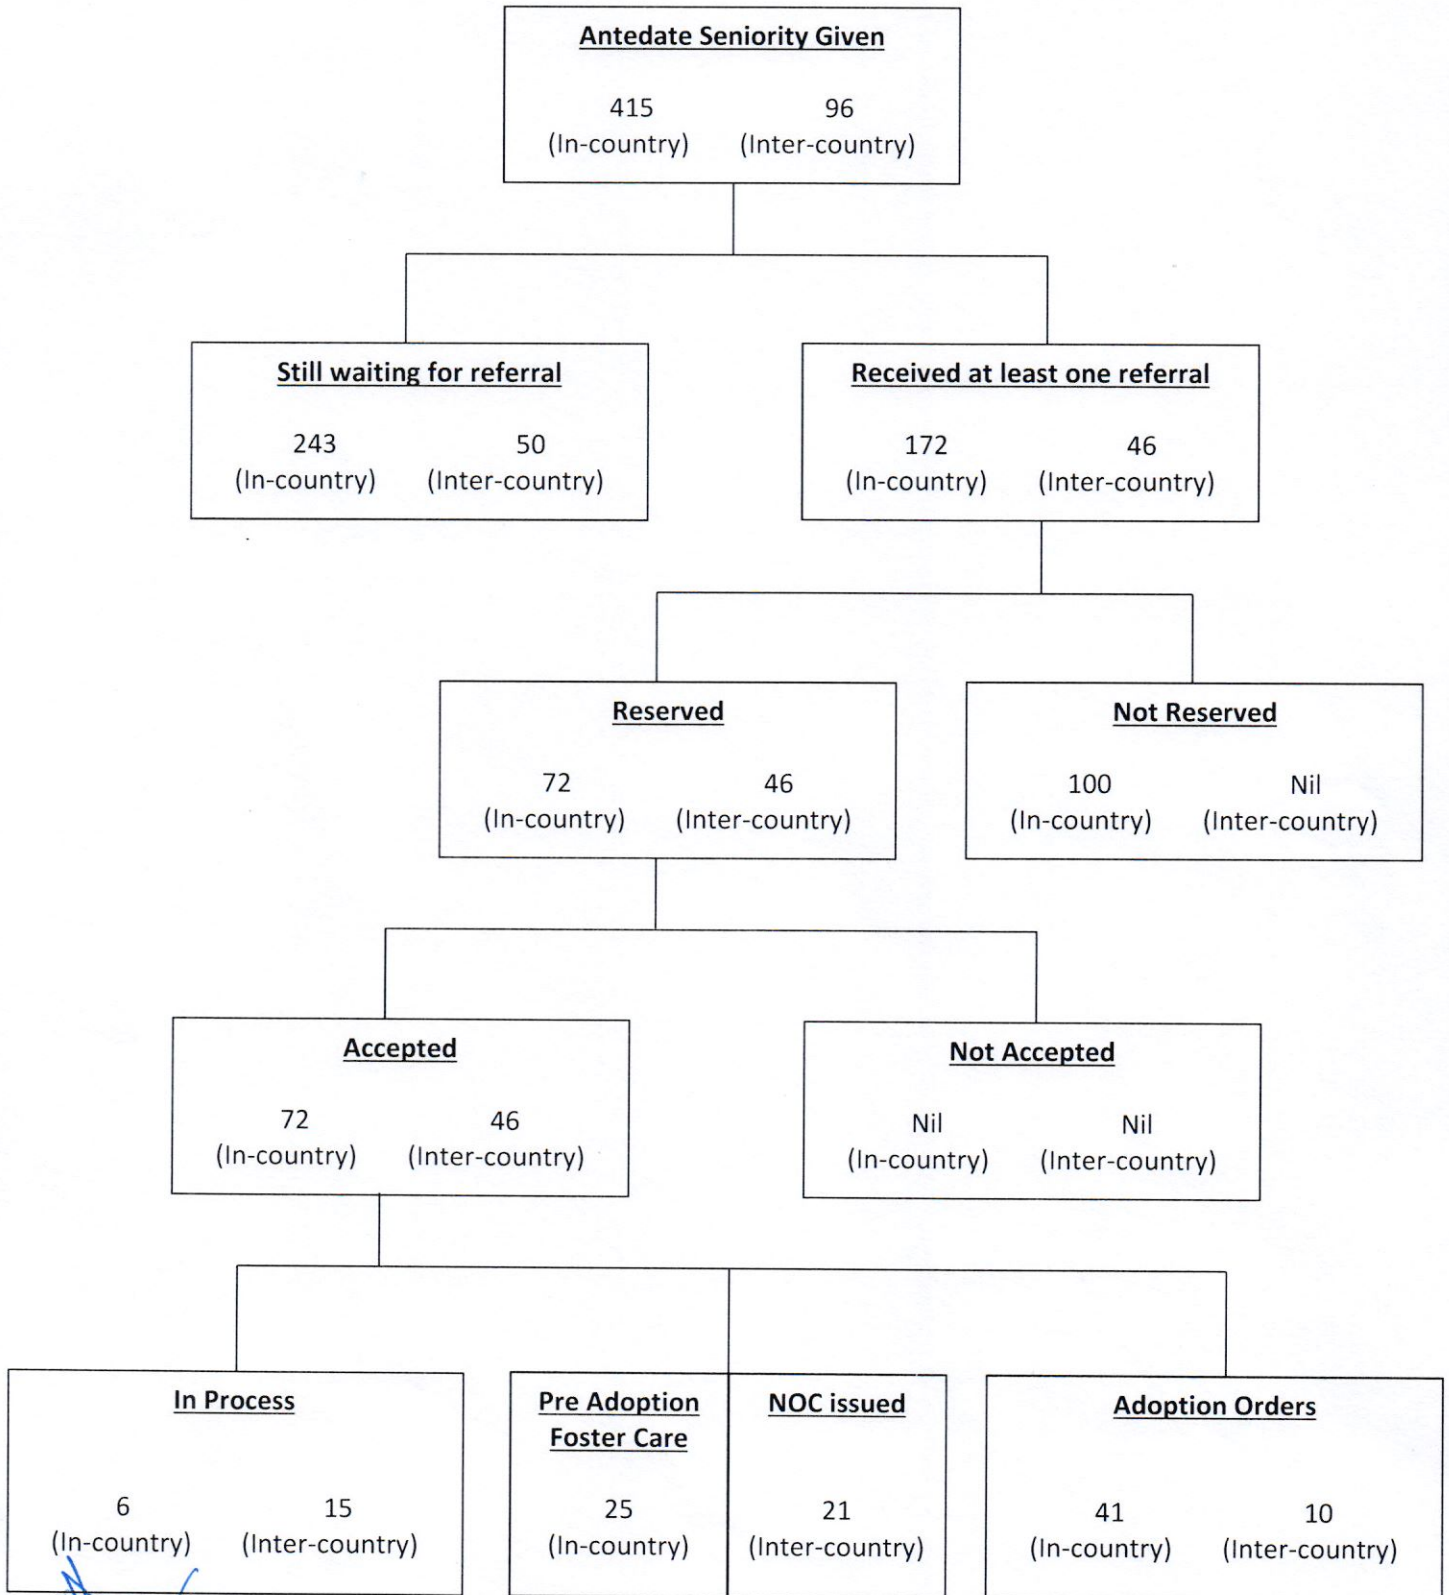 Antedate Seniority Given
415 96
(In-country) (Inter-country)
Still waiting for referral
243 50
(In-country) (Inter-country)
Received at least one referral
172 46
(In-country) (Inter-country)
Reserved
72 46
(In-country) (Inter-country)
Not Reserved
100 Nil
(In-country) (Inter-country)
Accepted
72 46
(In-country) (Inter-country)
Not Accepted
Nil Nil
(In-country) (Inter-country)
In Process
6 15
(In-country) (Inter-country)
Pre Adoption
Foster Care
25
(In-country)
NOC issued
21
(Inter-country)
Adoption Orders
41 10
(In-country) (Inter-country)